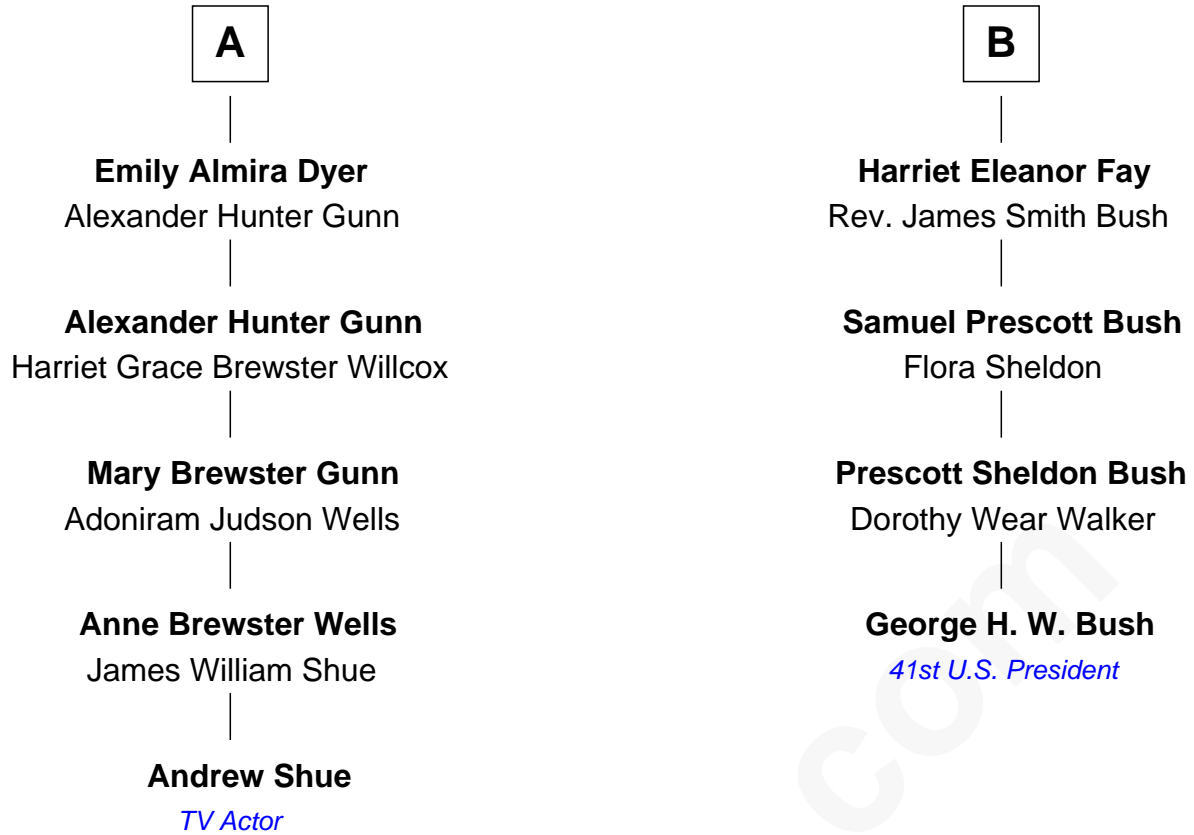 A
Emily Almira Dyer
Alexander Hunter Gunn
Alexander Hunter Gunn
Harriet Grace Brewster Willcox
Mary Brewster Gunn
Adoniram Judson Wells
Anne Brewster Wells
James William Shue
Andrew Shue
TV Actor
B
Harriet Eleanor Fay
Rev. James Smith Bush
Samuel Prescott Bush
Flora Sheldon
Prescott Sheldon Bush
Dorothy Wear Walker
George H. W. Bush
41st U.S. President
com